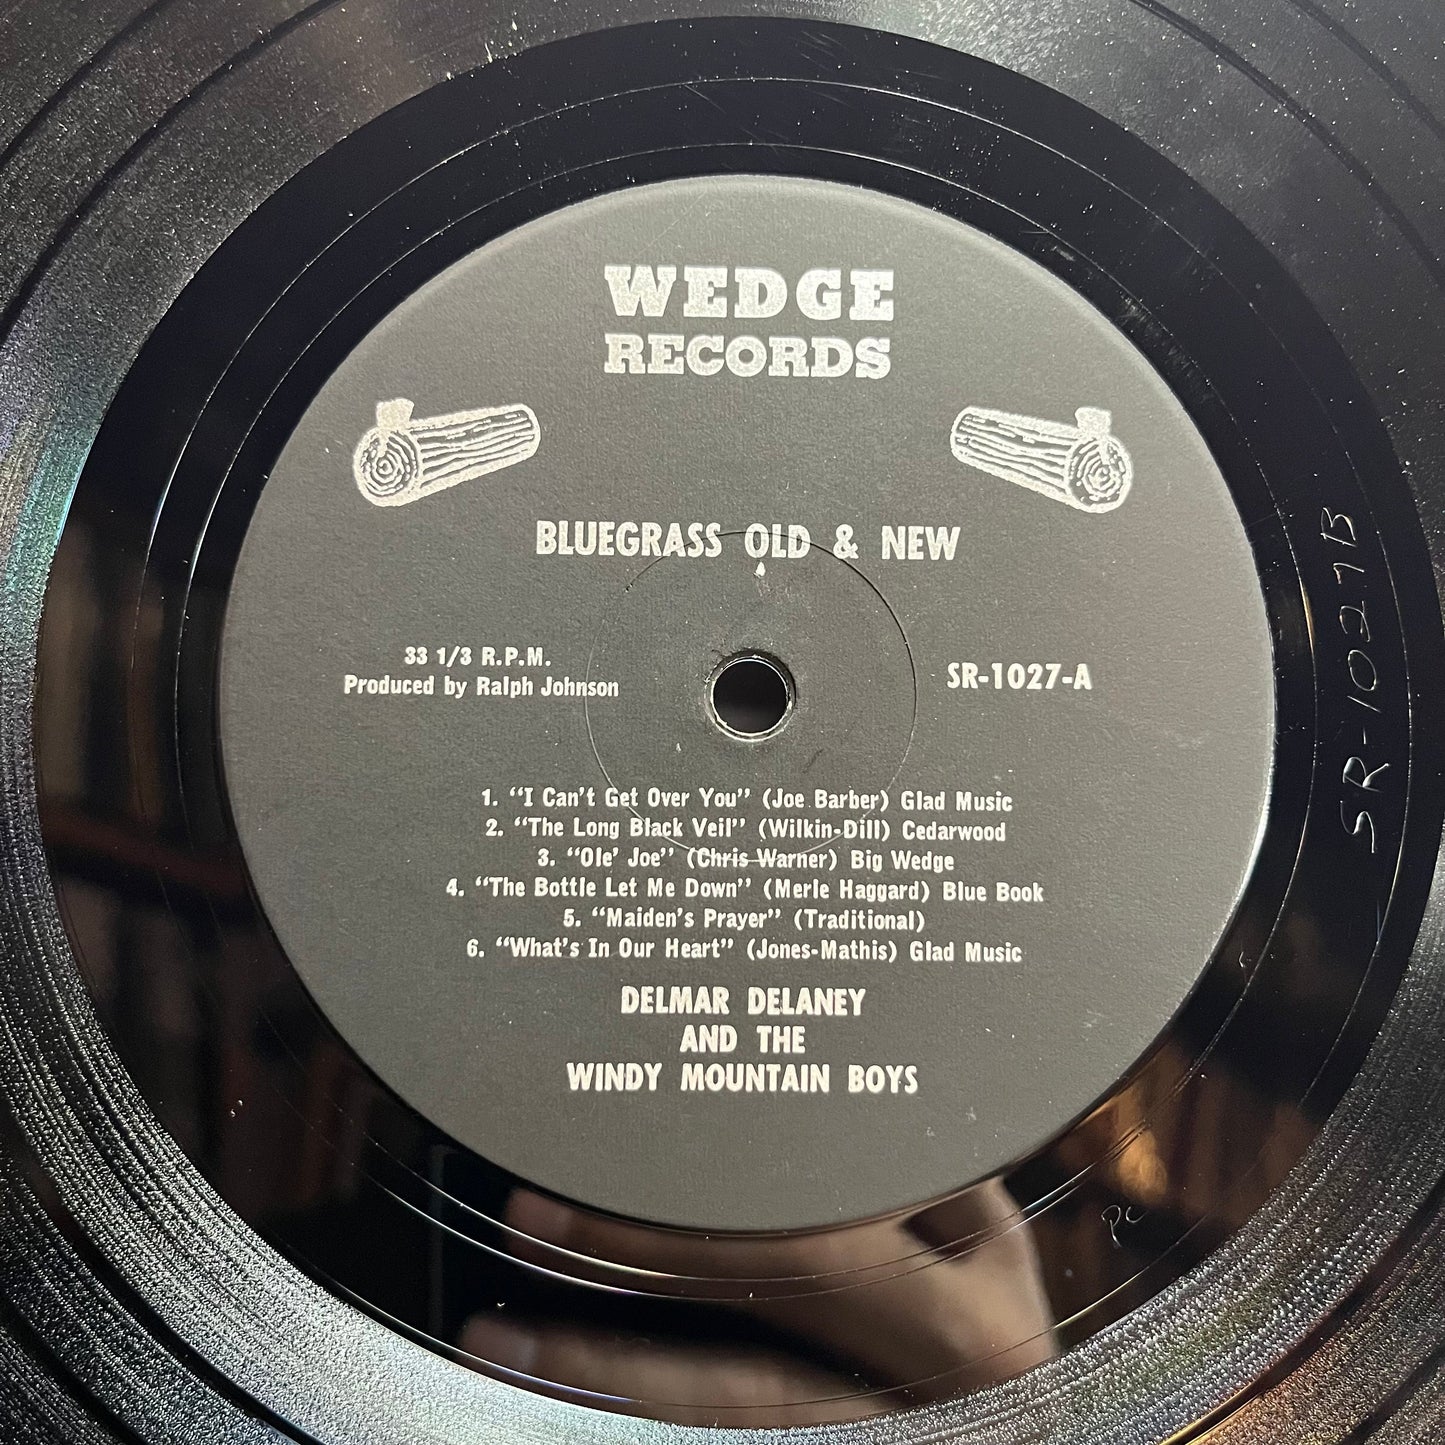 WEDGE
RECORDS
BLUEGRASS OLD & NEW
33 1/3 R.P.M.
Produced by Ralph Johnson
SR-1027-A
1. "I Can't Get Over You" (Joe Barber) Glad Music
2. "The Long Black Veil" (Wilkin-Dill) Cedarwood
3. "Ole' Joe" (Chris Warner) Big Wedge
4. "The Bottle Let Me Down" (Merle Haggard) Blue Book
5. "Maiden's Prayer" (Traditional)
6. "What's In Our Heart" (Jones-Mathis) Glad Music
DELMAR DELANEY
AND THE
WINDY MOUNTAIN BOYS
SR-1027B
PC